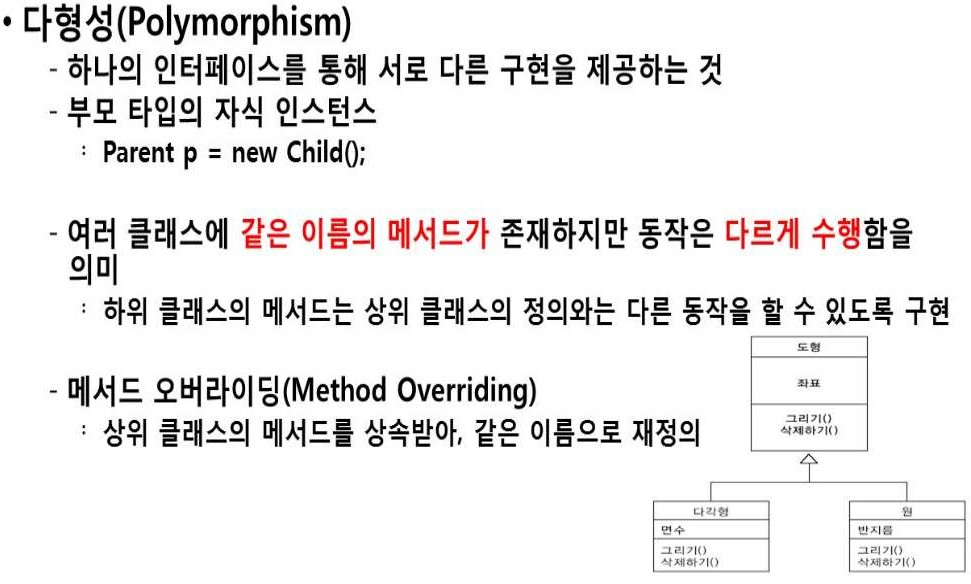 • 다형성(Polymorphism)
- 하나의 인터페이스를 통해 서로 다른 구현을 제공하는 것
- 부모 타입의 자식 인스턴스
: Parent p = new Child();
- 여러 클래스에 같은 이름의 메서드가 존재하지만 동작은 다르게 수행함을
의미
: 하위 클래스의 메서드는 상위 클래스의 정의와는 다른 동작을 할 수 있도록 구현
- 메서드 오버라이딩(Method Overriding)
: 상위 클래스의 메서드를 상속받아, 같은 이름으로 재정의
도형
좌표
그리기()
삭제하기()
다각형
면수
그리기()
삭제하기()
원
반지름
그리기()
삭제하기()